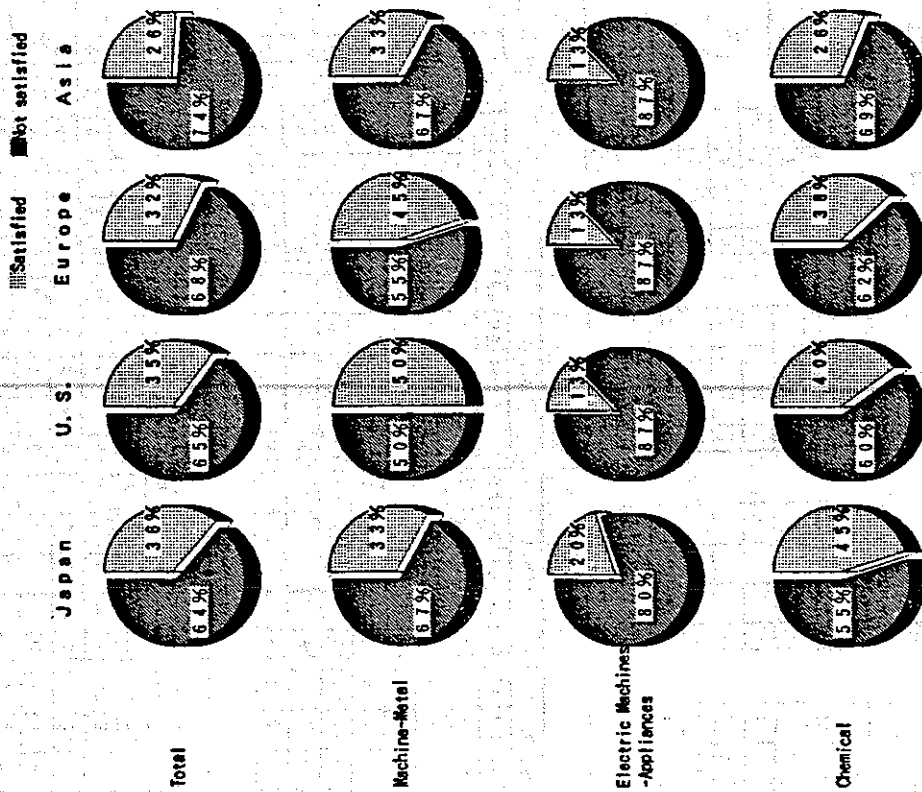 Satisfied Not satisfied
Japan U.S. Europe Asia
Total 64% 36% 65% 35% 68% 32% 74% 26%
Machine-Metal 67% 33% 50% 50% 55% 45% 67% 33%
Electric Machines
-Appliances 80% 20% 87% 13% 87% 13% 87% 13%
Chemical 55% 45% 60% 40% 62% 38% 69% 26%